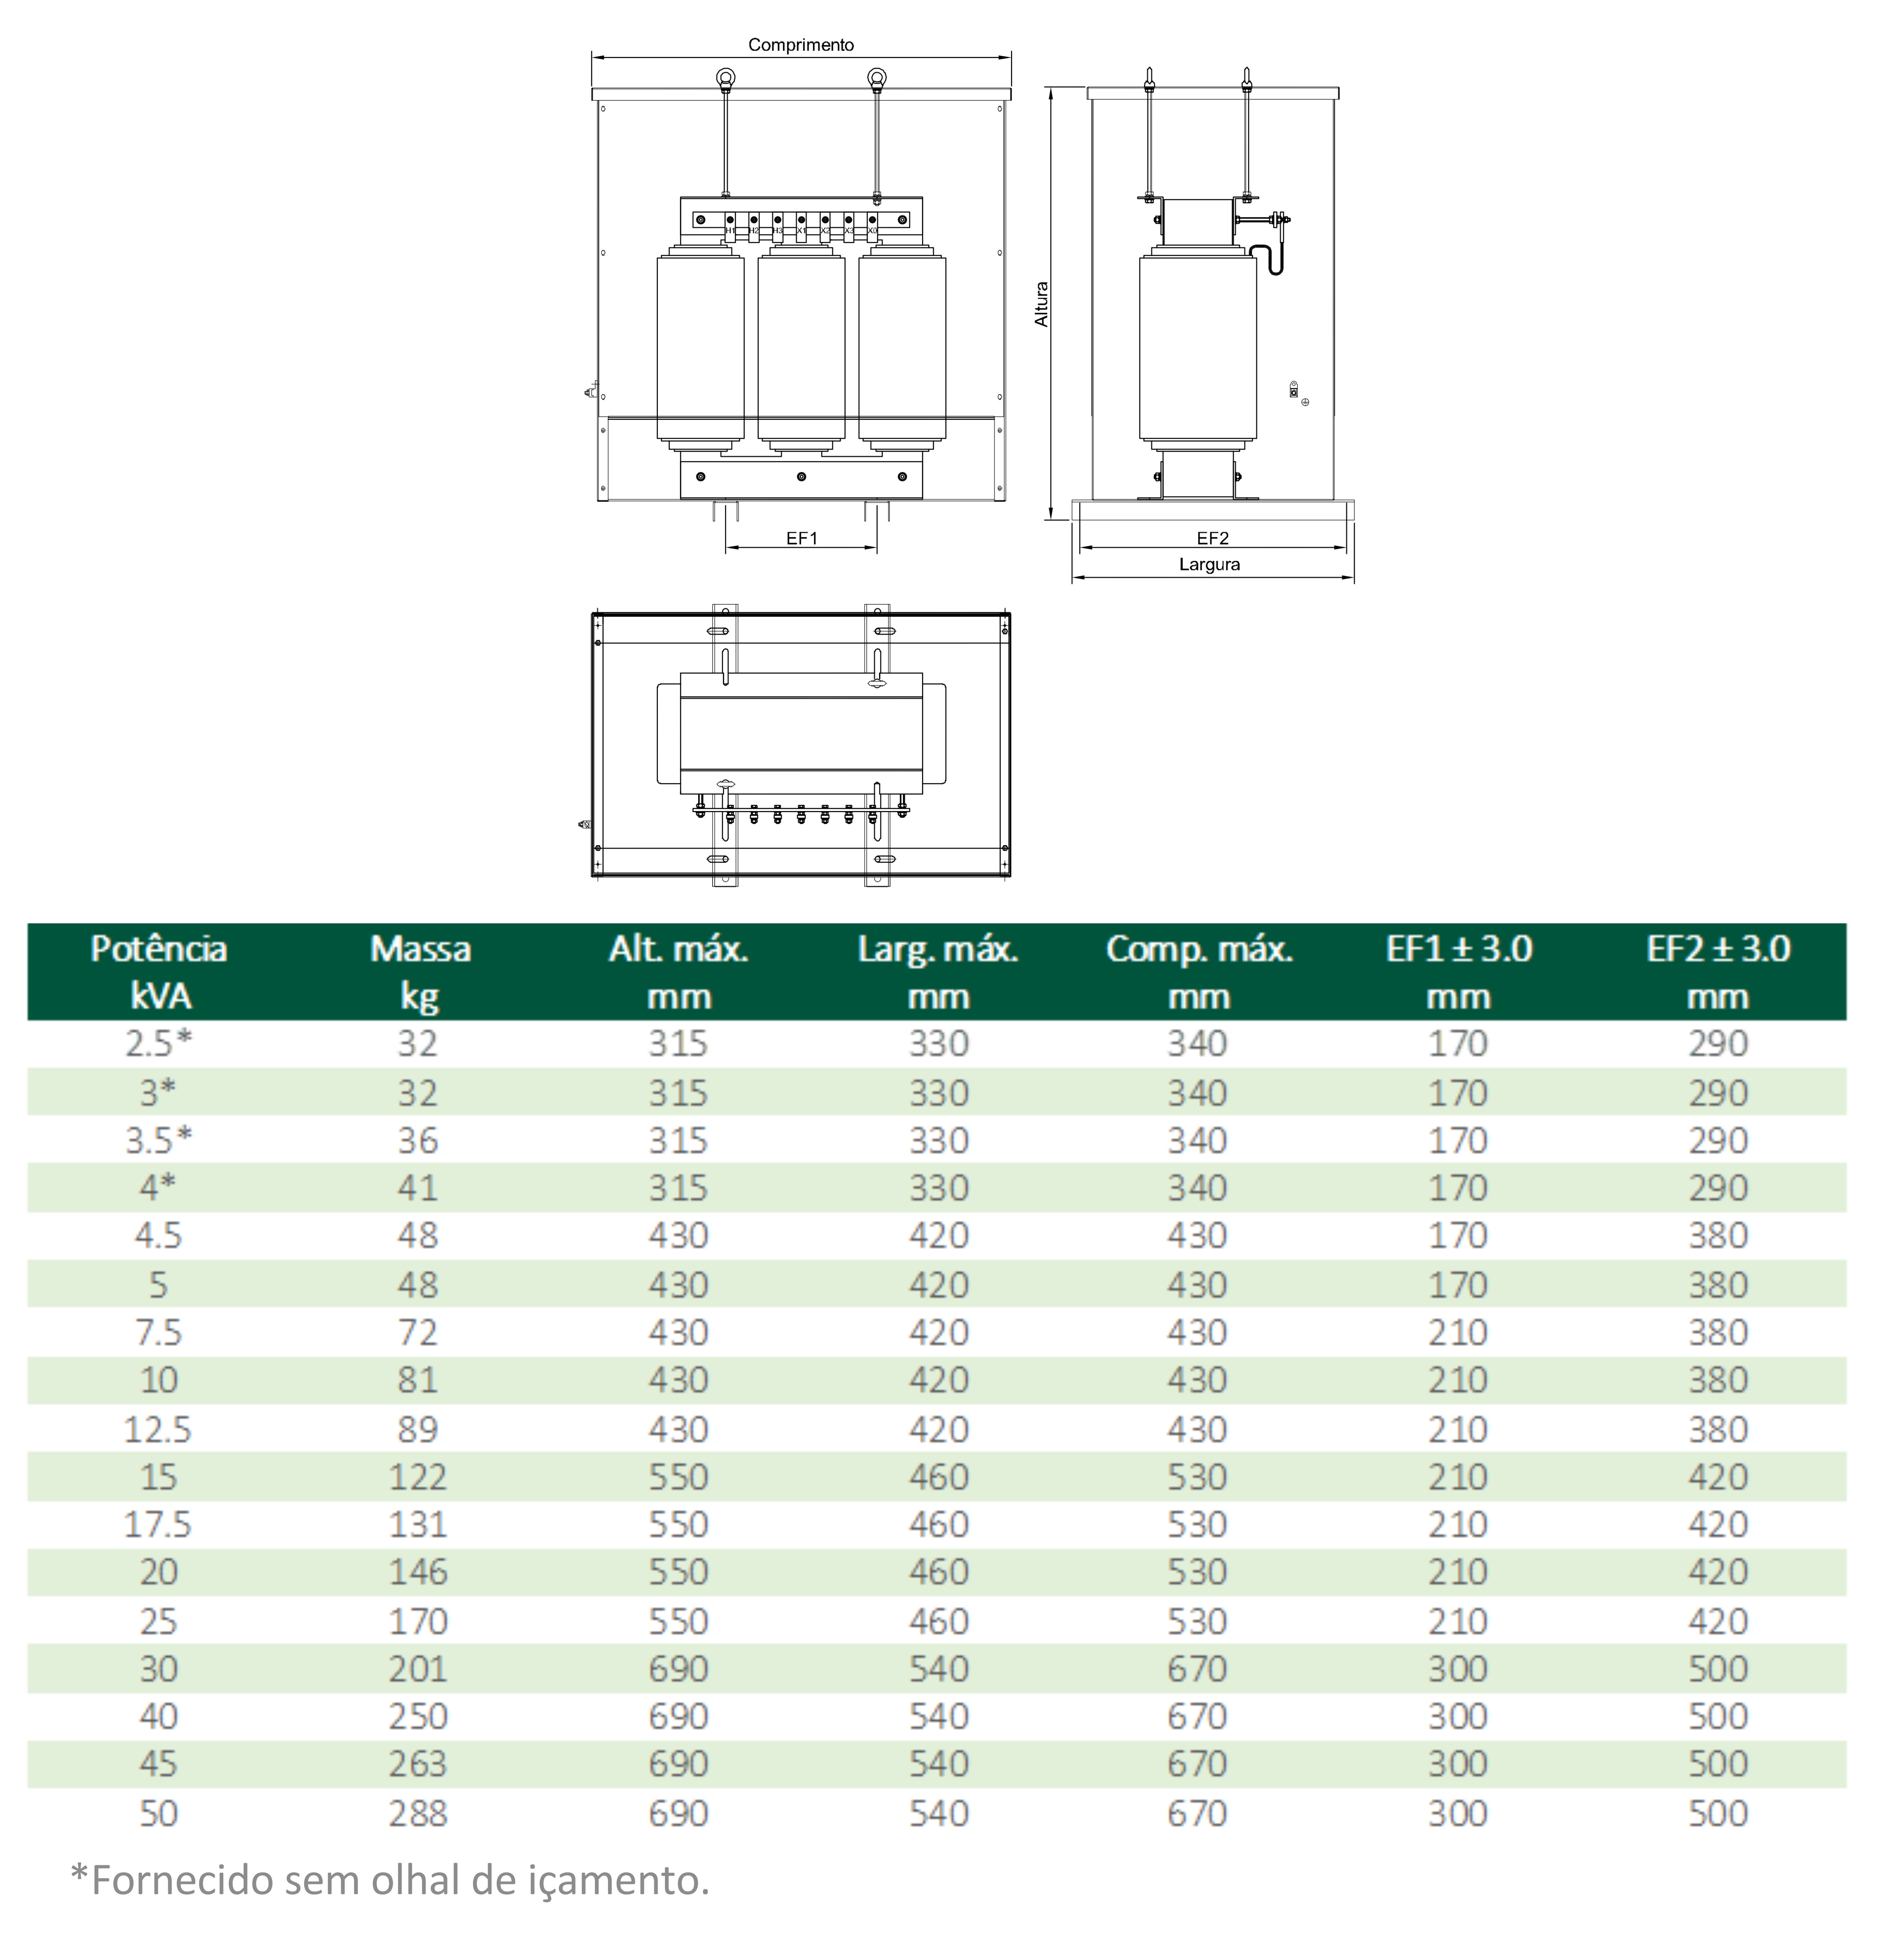 Comprimento
H1 H2 H3 X1 X2 X3 X0
Altura
EF1
EF2
Largura
Potência kVA Massa kg Alt. máx. mm Larg. máx. mm Comp. máx. mm EF1 ± 3.0 mm EF2 ± 3.0 mm
2.5* 32 315 330 340 170 290
3* 32 315 330 340 170 290
3.5* 36 315 330 340 170 290
4* 41 315 330 340 170 290
4.5 48 430 420 430 170 380
5 48 430 420 430 170 380
7.5 72 430 420 430 210 380
10 81 430 420 430 210 380
12.5 89 430 420 430 210 380
15 122 550 460 530 210 420
17.5 131 550 460 530 210 420
20 146 550 460 530 210 420
25 170 550 460 530 210 420
30 201 690 540 670 300 500
40 250 690 540 670 300 500
45 263 690 540 670 300 500
50 288 690 540 670 300 500
*Fornecido sem olhal de içamento.